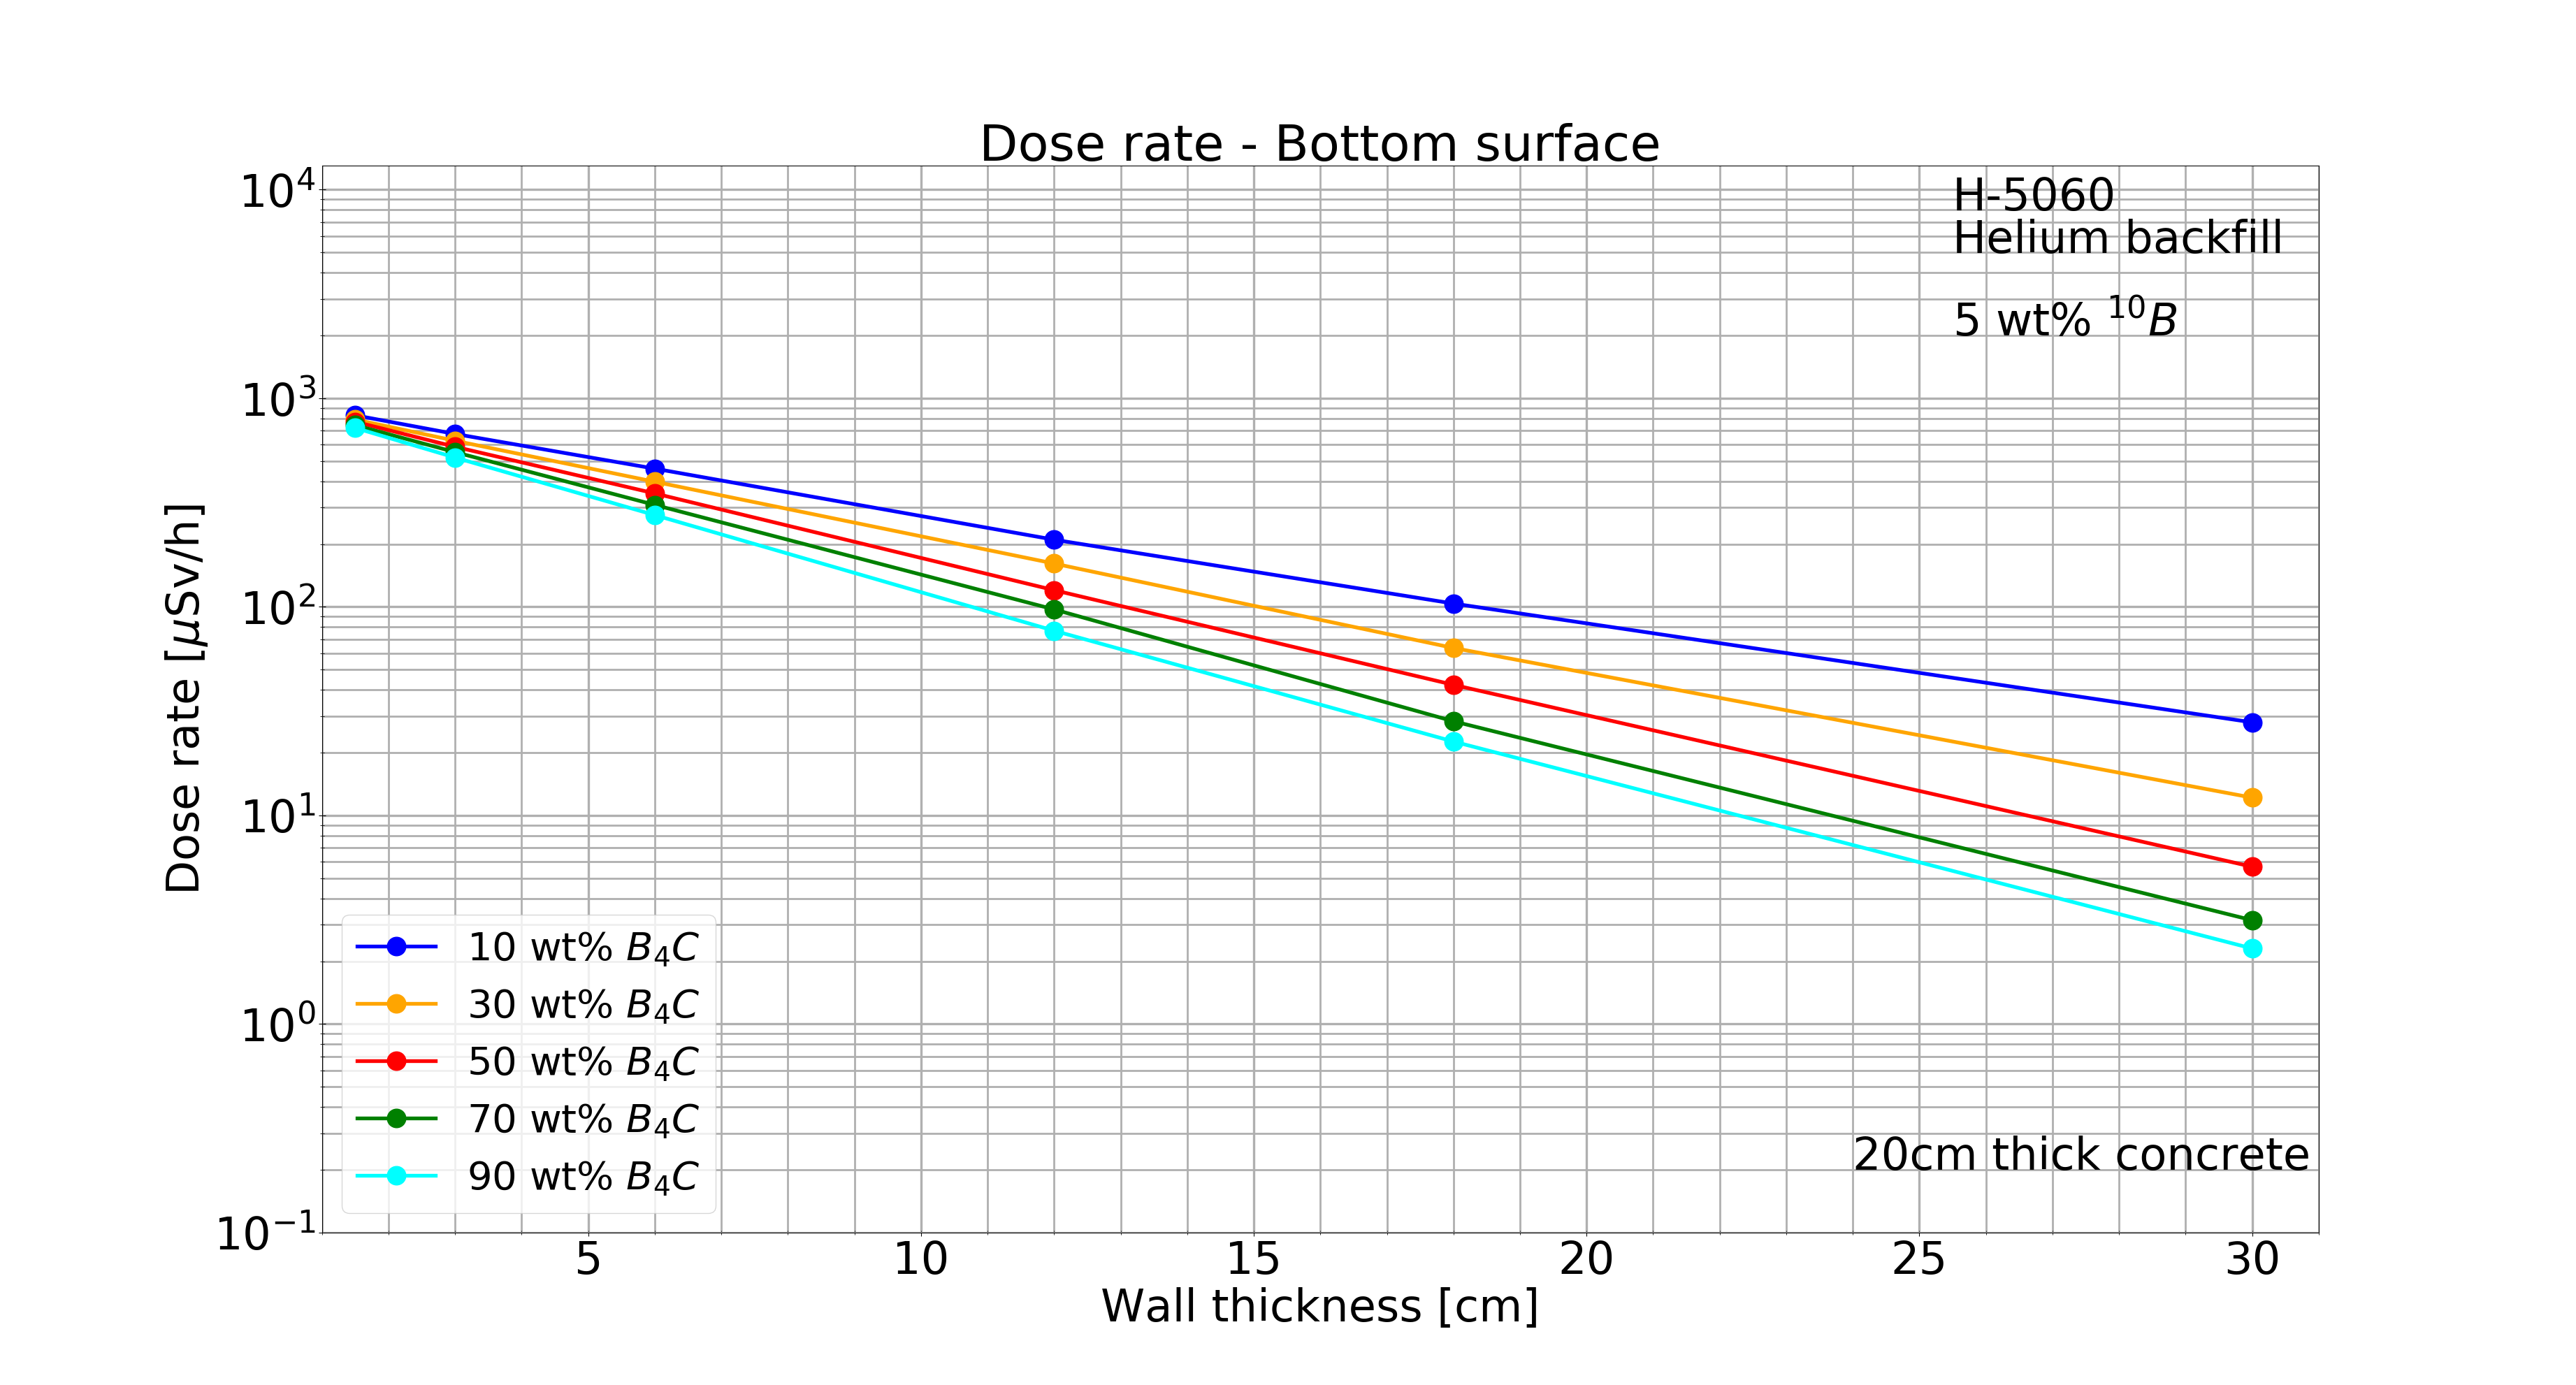 Dose rate - Bottom surface
H-5060
Helium backfill
5 wt% ¹⁰B
10⁴
10³
10²
10¹
10⁰
10⁻¹
Dose rate [μSv/h]
10 wt% B₄C
30 wt% B₄C
50 wt% B₄C
70 wt% B₄C
90 wt% B₄C
20cm thick concrete
5 10 15 20 25 30
Wall thickness [cm]